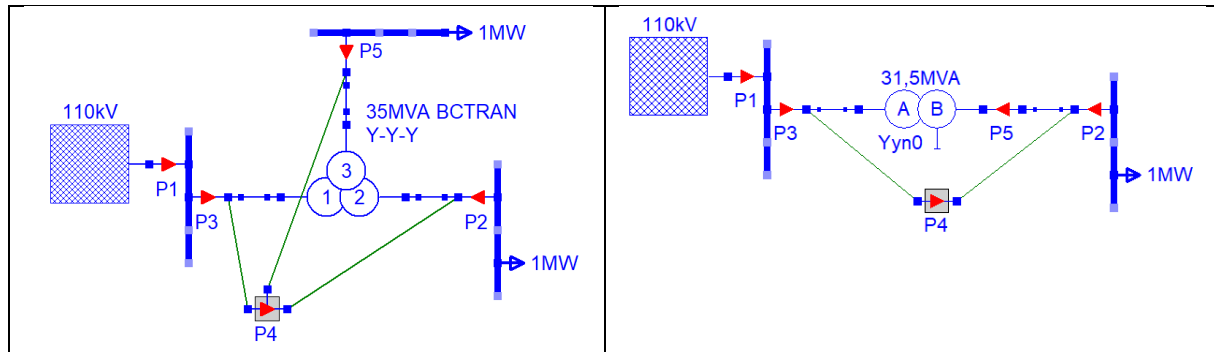 1MW
P5
110kV
35MVA BCTRAN
Y-Y-Y
P1
3
P3
1
2
P2
1MW
P4
110kV
31,5MVA
P1
A
B
P3
Yyn0
P5
P2
1MW
P4